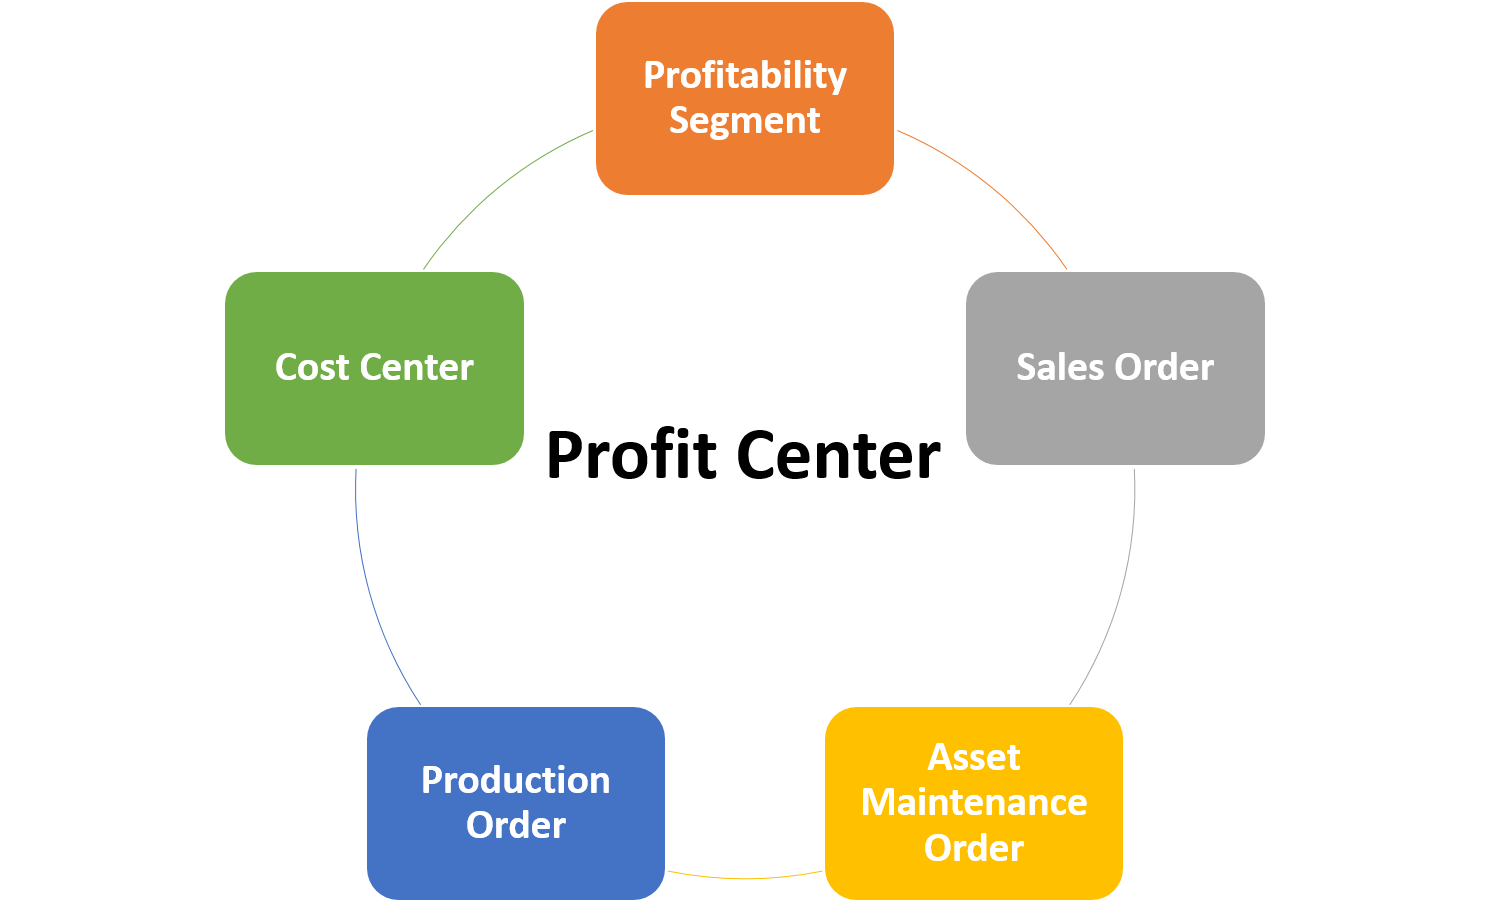 Profitability
Segment
Cost Center
Sales Order
Profit Center
Production
Order
Asset
Maintenance
Order